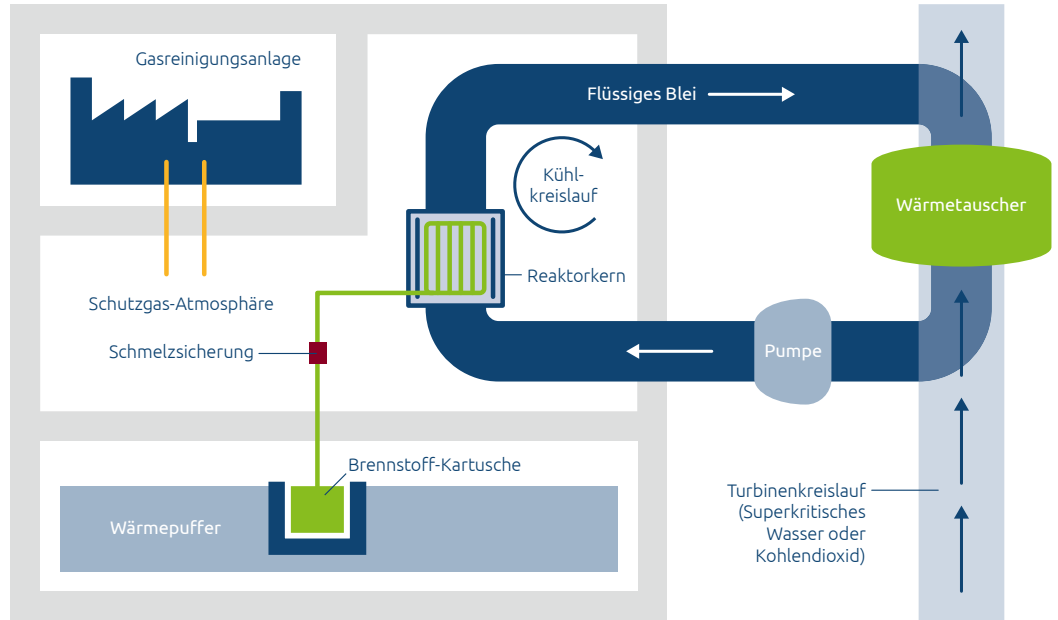 Gasreinigungsanlage
Flüssiges Blei
Kühl-
kreislauf
Wärmetauscher
Reaktorkern
Schutzgas-Atmosphäre
Schmelzsicherung
Pumpe
Brennstoff-Kartusche
Wärmepuffer
Turbinenkreislauf
(Superkritisches
Wasser oder
Kohlendioxid)